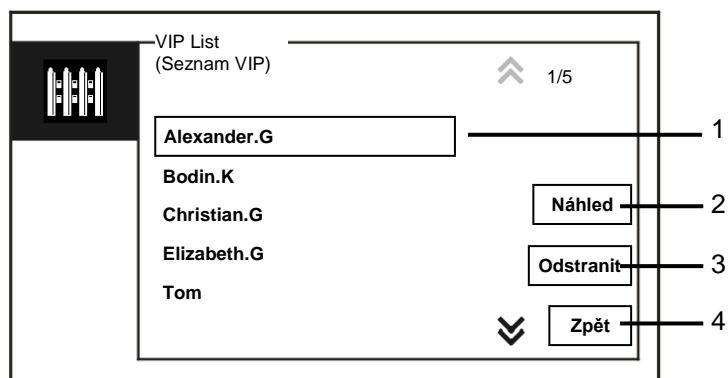 VIP List
(Seznam VIP)
1/5
Alexander.G
1
Bodin.K
Náhled
2
Christian.G
Elizabeth.G
Odstranit
3
Tom
Zpět
4